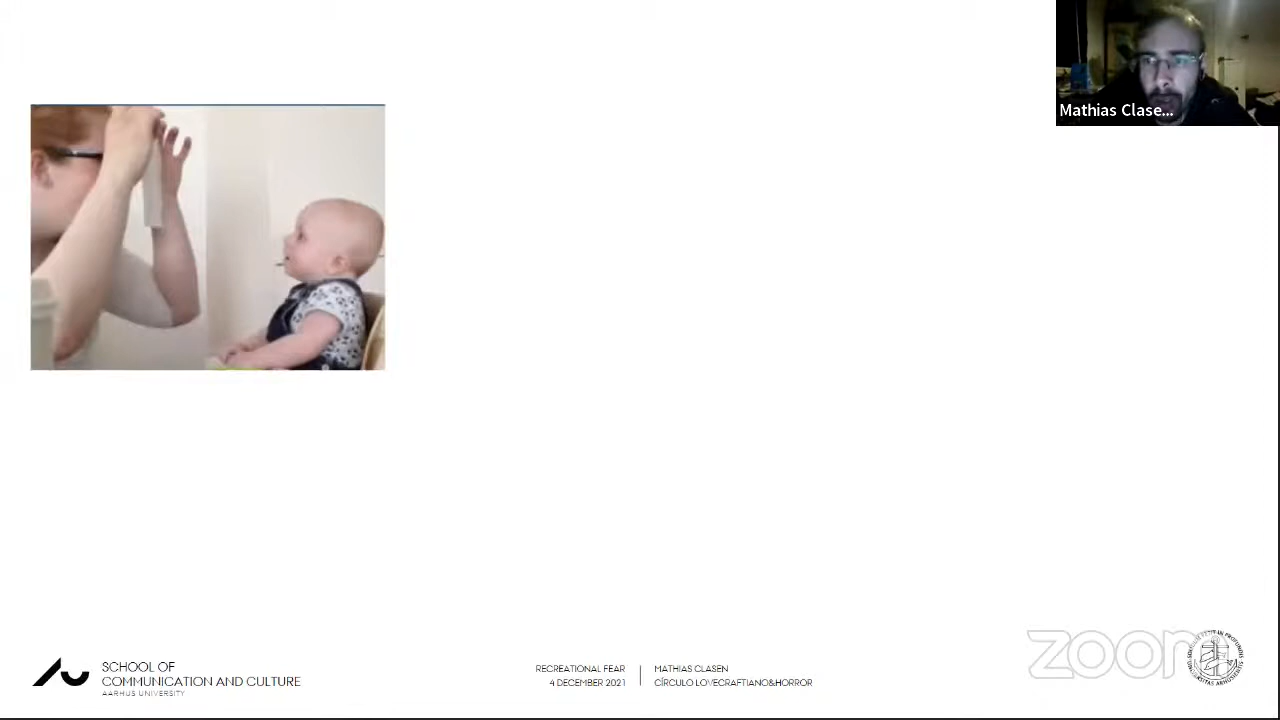 Mathias Clase...
SCHOOL OF
COMMUNICATION AND CULTURE
AARHUS UNIVERSITY
RECREATIONAL FEAR
4 DECEMBER 2021
MATHIAS CLASEN
CÍRCULO LOVECRAFTIANO&HORROR
zoom